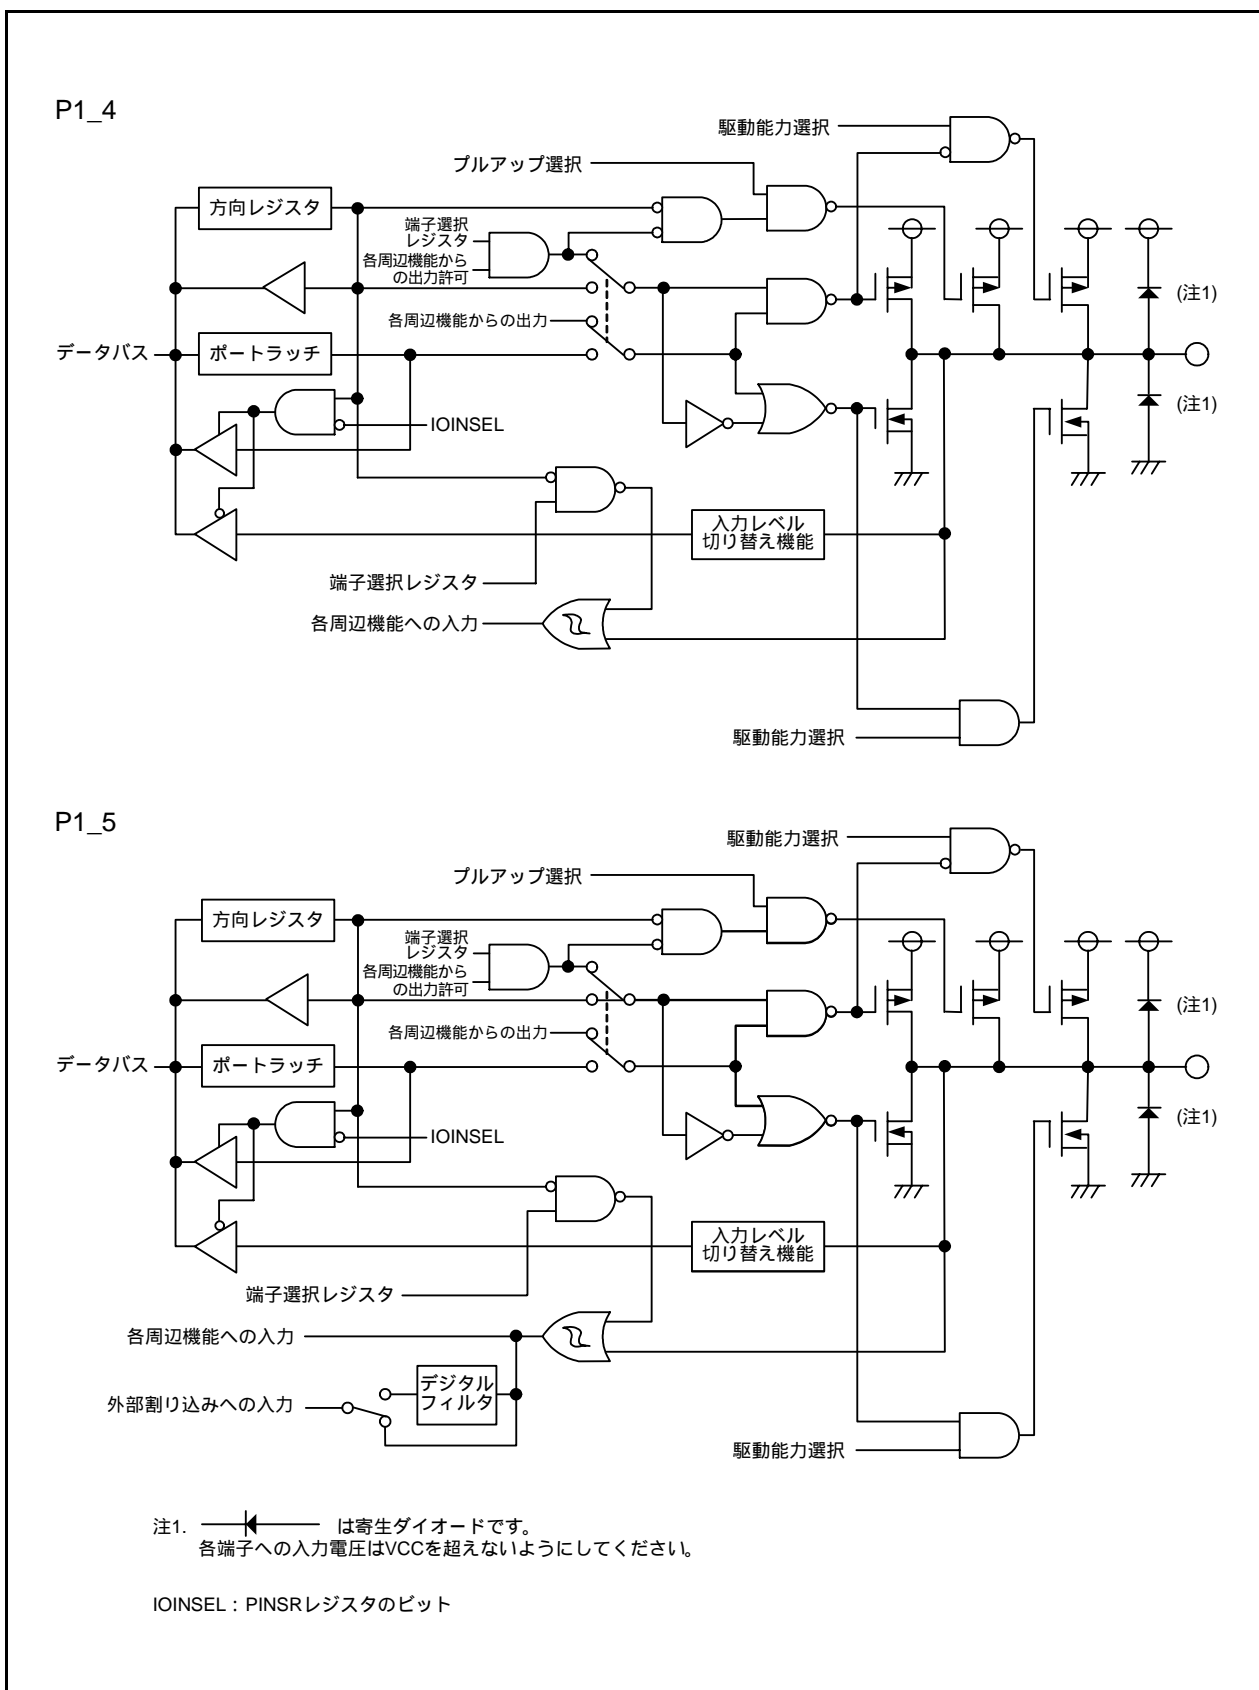 P1_4
駆動能力選択
プルアップ選択
方向レジスタ
端子選択
レジスタ
各周辺機能から
の出力許可
各周辺機能からの出力
(注1)
データバス
ポートラッチ
(注1)
IOINSEL
入力レベル
切り替え機能
端子選択レジスタ
各周辺機能への入力
駆動能力選択
P1_5
駆動能力選択
プルアップ選択
方向レジスタ
端子選択
レジスタ
各周辺機能から
の出力許可
各周辺機能からの出力
(注1)
データバス
ポートラッチ
(注1)
IOINSEL
入力レベル
切り替え機能
端子選択レジスタ
各周辺機能への入力
デジタル
フィルタ
外部割り込みへの入力
駆動能力選択
注1. は寄生ダイオードです。
各端子への入力電圧はVCCを超えないようにしてください。
IOINSEL：PINSRレジスタのビット